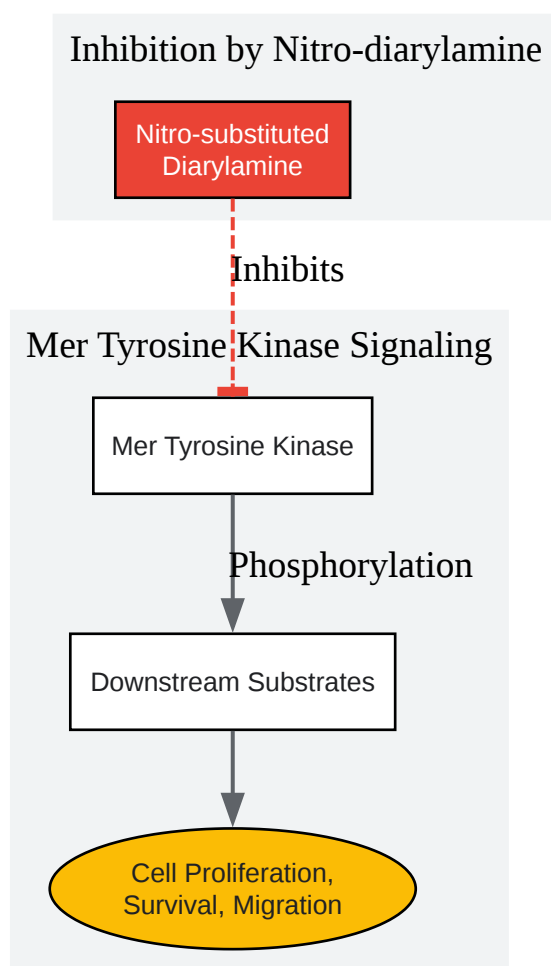 Inhibition by Nitro-diarylamine
Nitro-substituted
Diarylamine
Inhibits
Mer Tyrosine Kinase Signaling
Mer Tyrosine Kinase
Phosphorylation
Downstream Substrates
Cell Proliferation,
Survival, Migration